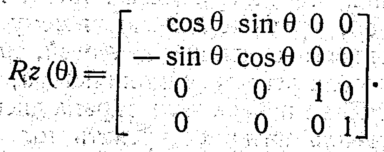 cos θ sin θ 0 0
— sin θ cos θ 0 0
Rz (θ) =
0 0 1 0
0 0 0 1 .